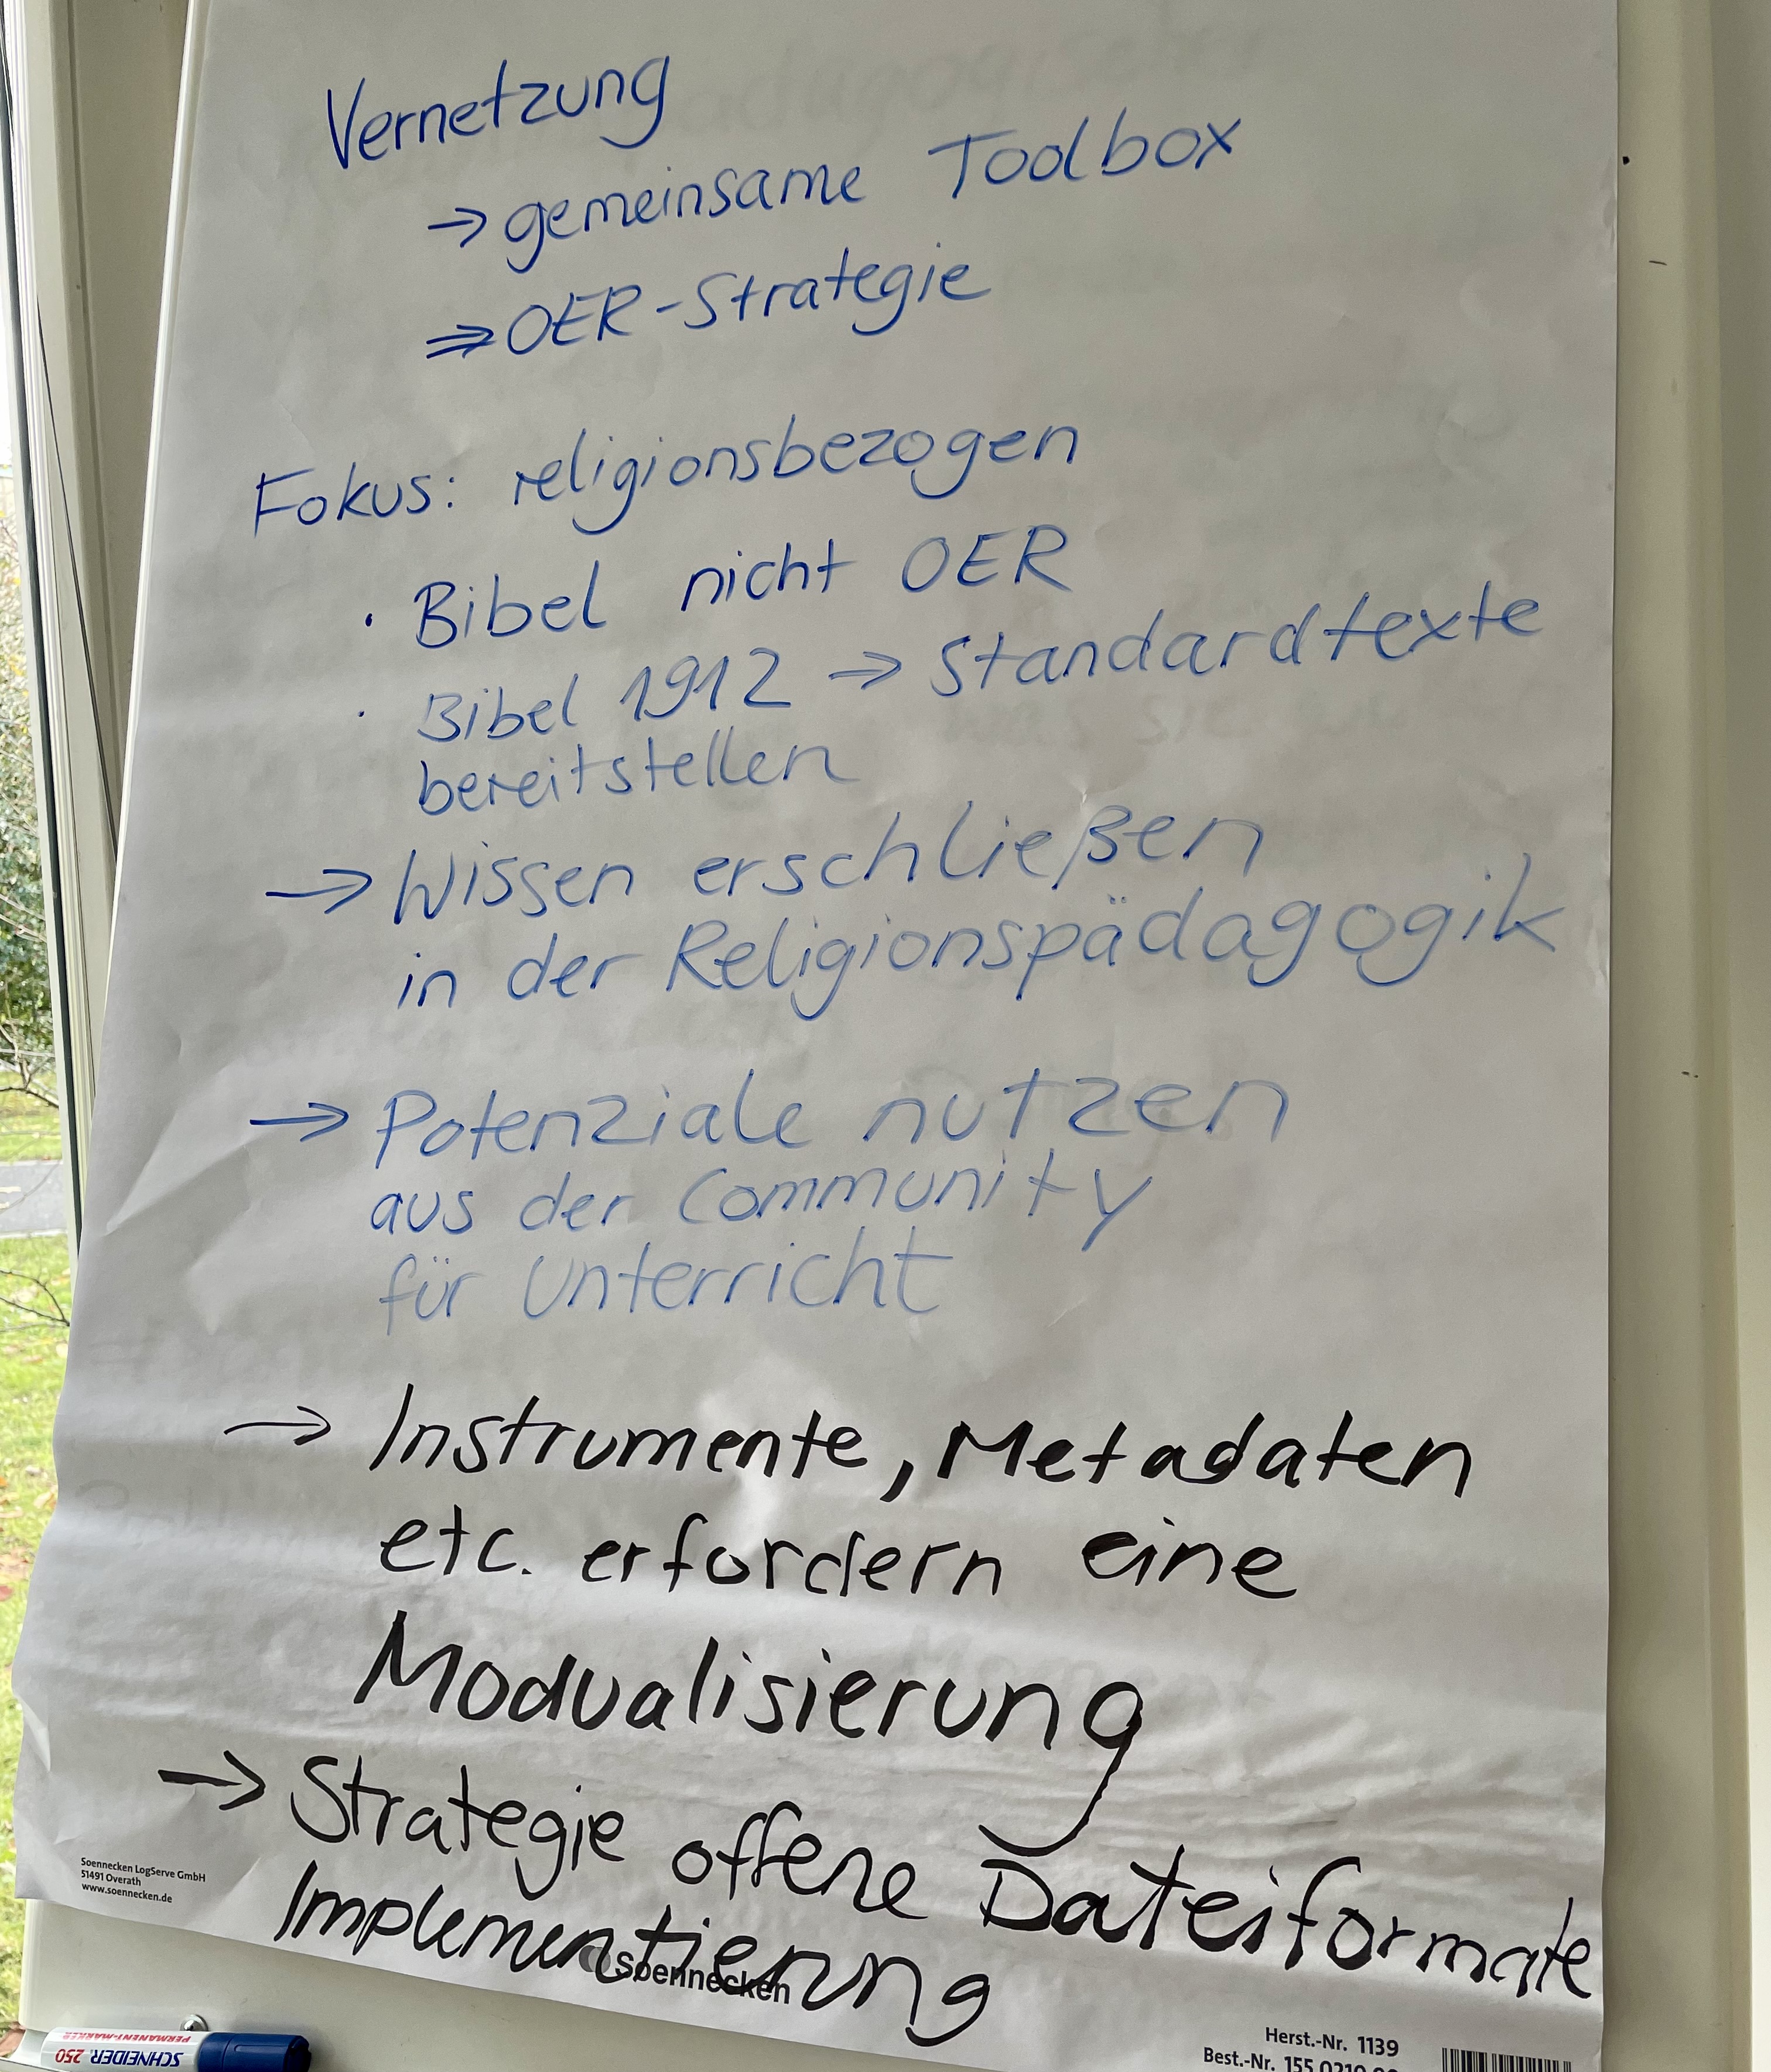 Vernetzung
→ gemeinsame Toolbox
⇒ OER-Strategie
Fokus: religionsbezogen
· Bibel nicht OER
· Bibel 1912 → Standardtexte
bereitstellen
→ Wissen erschließen
in der Religionspädagogik
→ Potenziale nutzen
aus der Community
für Unterricht
→ Instrumente, Metadaten
etc. erfordern eine
Modualisierung
→ Strategie offene Dateiformate
Implementierung
Soennecken LogServe GmbH
51491 Overath
www.soennecken.de
Soennecken
Herst.-Nr. 1139
Best.-Nr. 155 0210
SCHNEIDER 250
PERMANENT-MARKER